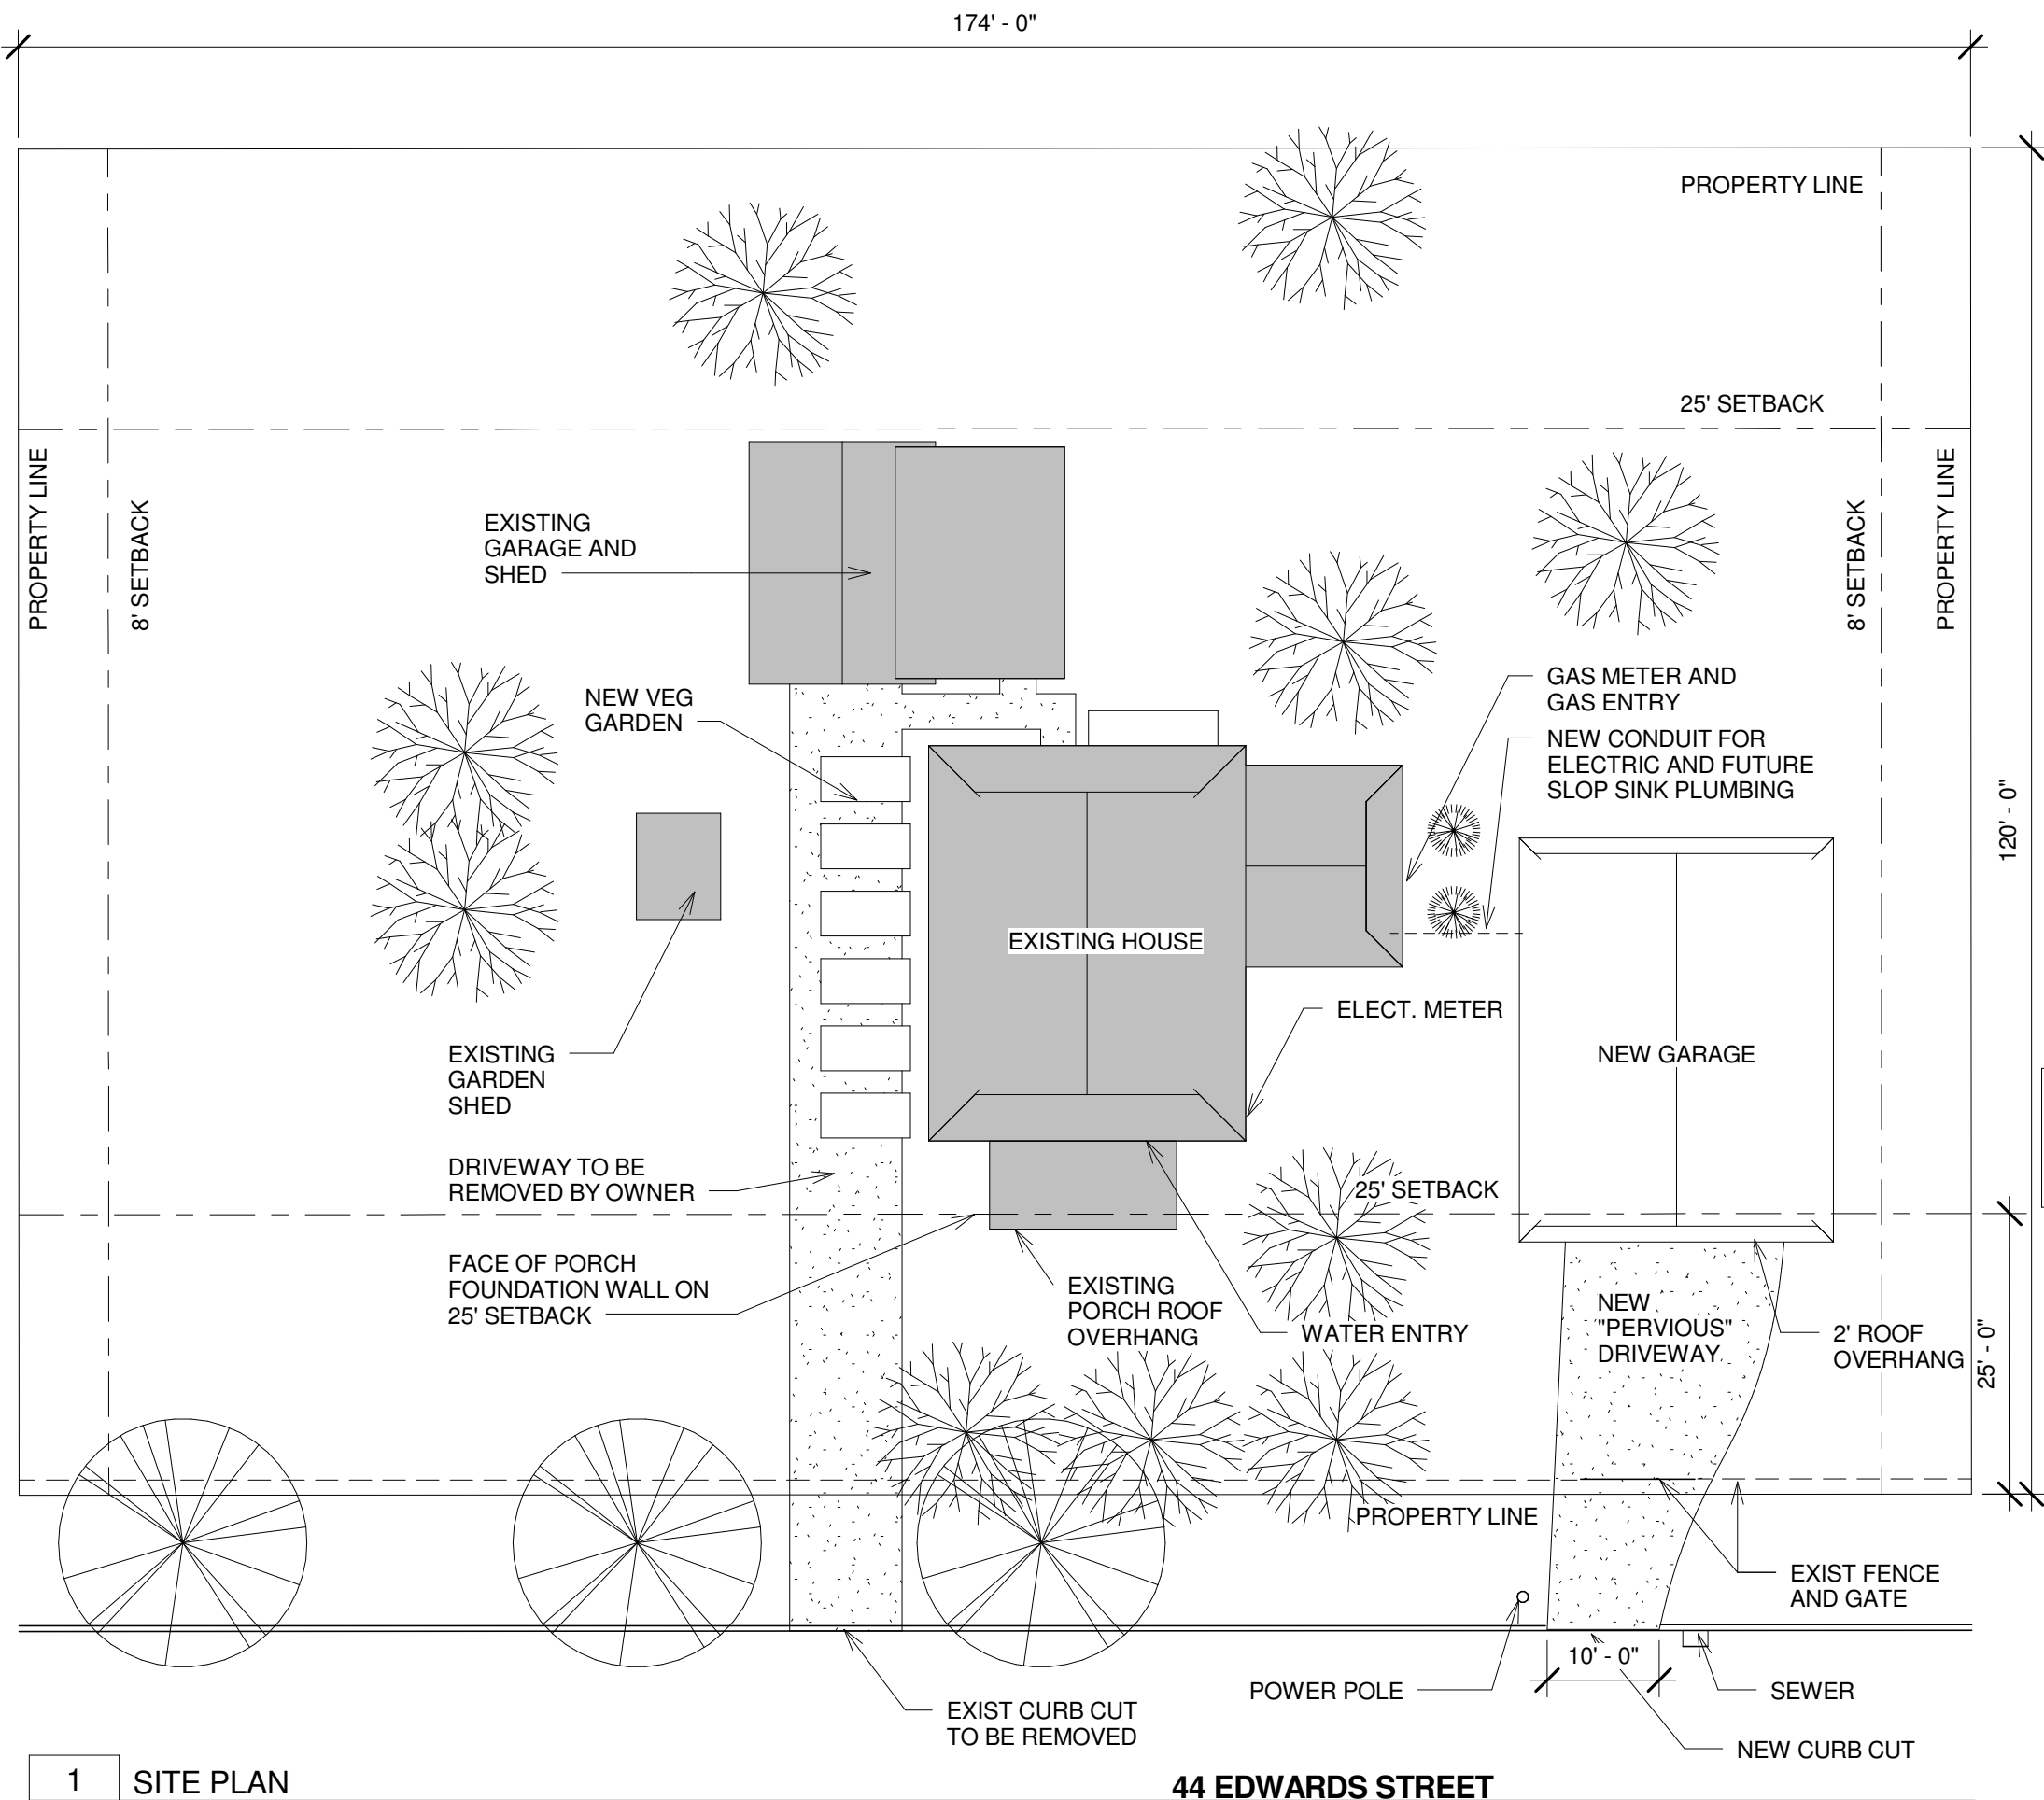 174' - 0"
PROPERTY LINE
25' SETBACK
PROPERTY LINE
8' SETBACK
8' SETBACK
PROPERTY LINE
EXISTING
GARAGE AND
SHED
NEW VEG
GARDEN
GAS METER AND
GAS ENTRY
NEW CONDUIT FOR
ELECTRIC AND FUTURE
SLOP SINK PLUMBING
120' - 0"
EXISTING HOUSE
ELECT. METER
NEW GARAGE
EXISTING
GARDEN
SHED
DRIVEWAY TO BE
REMOVED BY OWNER
25' SETBACK
FACE OF PORCH
FOUNDATION WALL ON
25' SETBACK
EXISTING
PORCH ROOF
OVERHANG
WATER ENTRY
NEW
"PERVIOUS"
DRIVEWAY
2' ROOF
OVERHANG
25' - 0"
PROPERTY LINE
EXIST FENCE
AND GATE
10' - 0"
POWER POLE
SEWER
EXIST CURB CUT
TO BE REMOVED
NEW CURB CUT
1
SITE PLAN
44 EDWARDS STREET